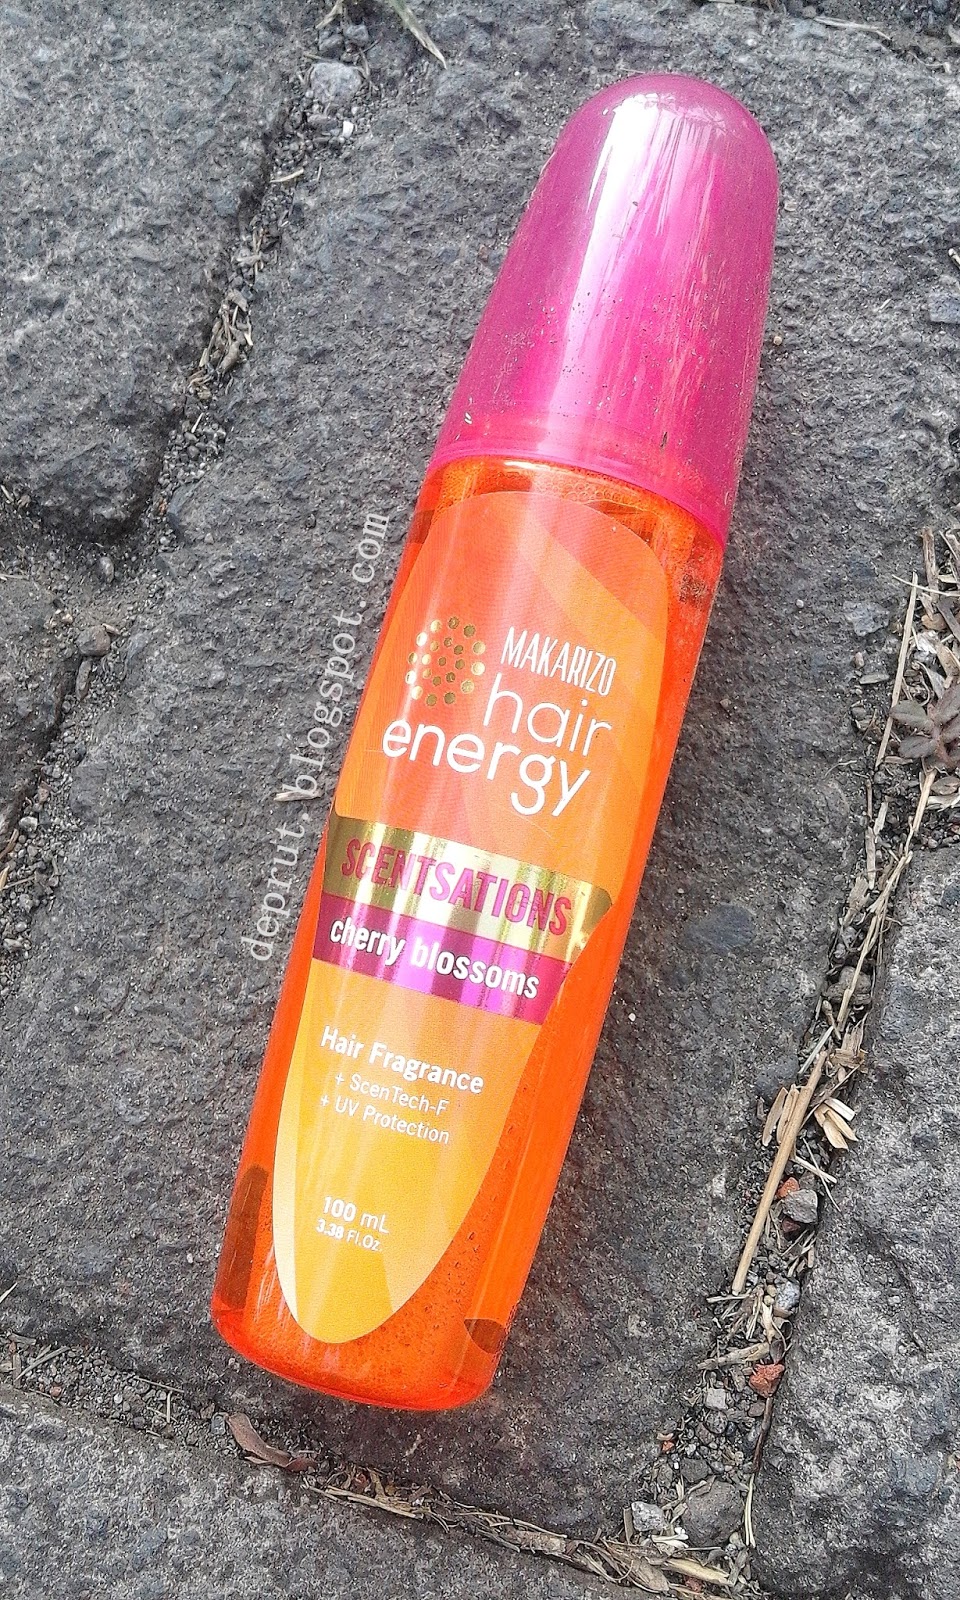 MAKARIZO
hair
energy
SCENTSATIONS
cherry blossoms
Hair Fragrance
+ ScenTech-F
+ UV Protection
100 mL
3.38 Fl.Oz.
deprut.blogspot.com